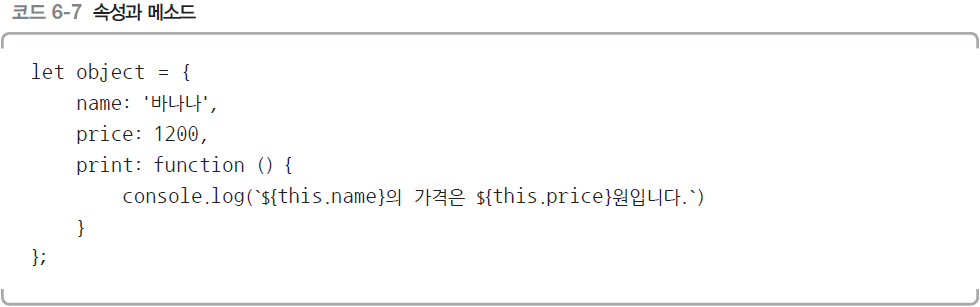 코드 6-7 속성과 메소드
let object = {
    name: '바나나',
    price: 1200,
    print: function () {
        console.log(`${this.name}의 가격은 ${this.price}원입니다.`)
    }
};